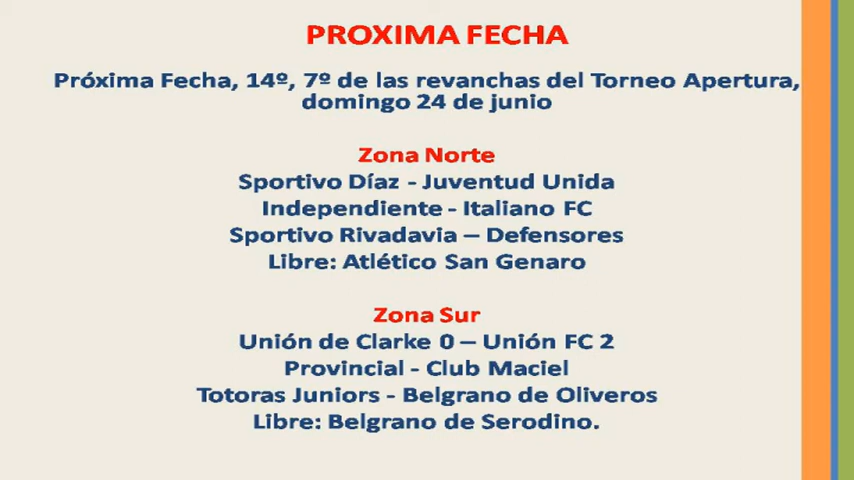 PROXIMA FECHA
Próxima Fecha, 14º, 7º de las revanchas del Torneo Apertura,
domingo 24 de junio
Zona Norte
Sportivo Díaz - Juventud Unida
Independiente - Italiano FC
Sportivo Rivadavia – Defensores
Libre: Atlético San Genaro
Zona Sur
Unión de Clarke 0 – Unión FC 2
Provincial - Club Maciel
Totoras Juniors - Belgrano de Oliveros
Libre: Belgrano de Serodino.